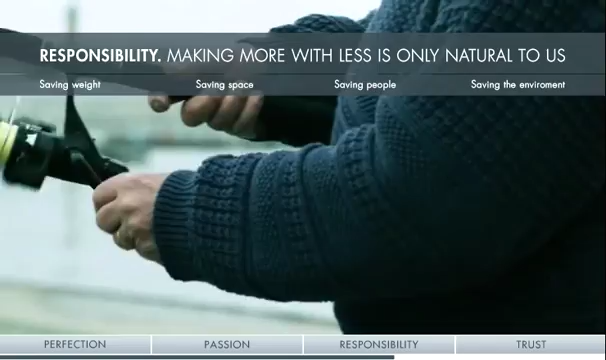 RESPONSIBILITY. MAKING MORE WITH LESS IS ONLY NATURAL TO US
Saving weight Saving space Saving people Saving the enviroment
PERFECTION PASSION RESPONSIBILITY TRUST